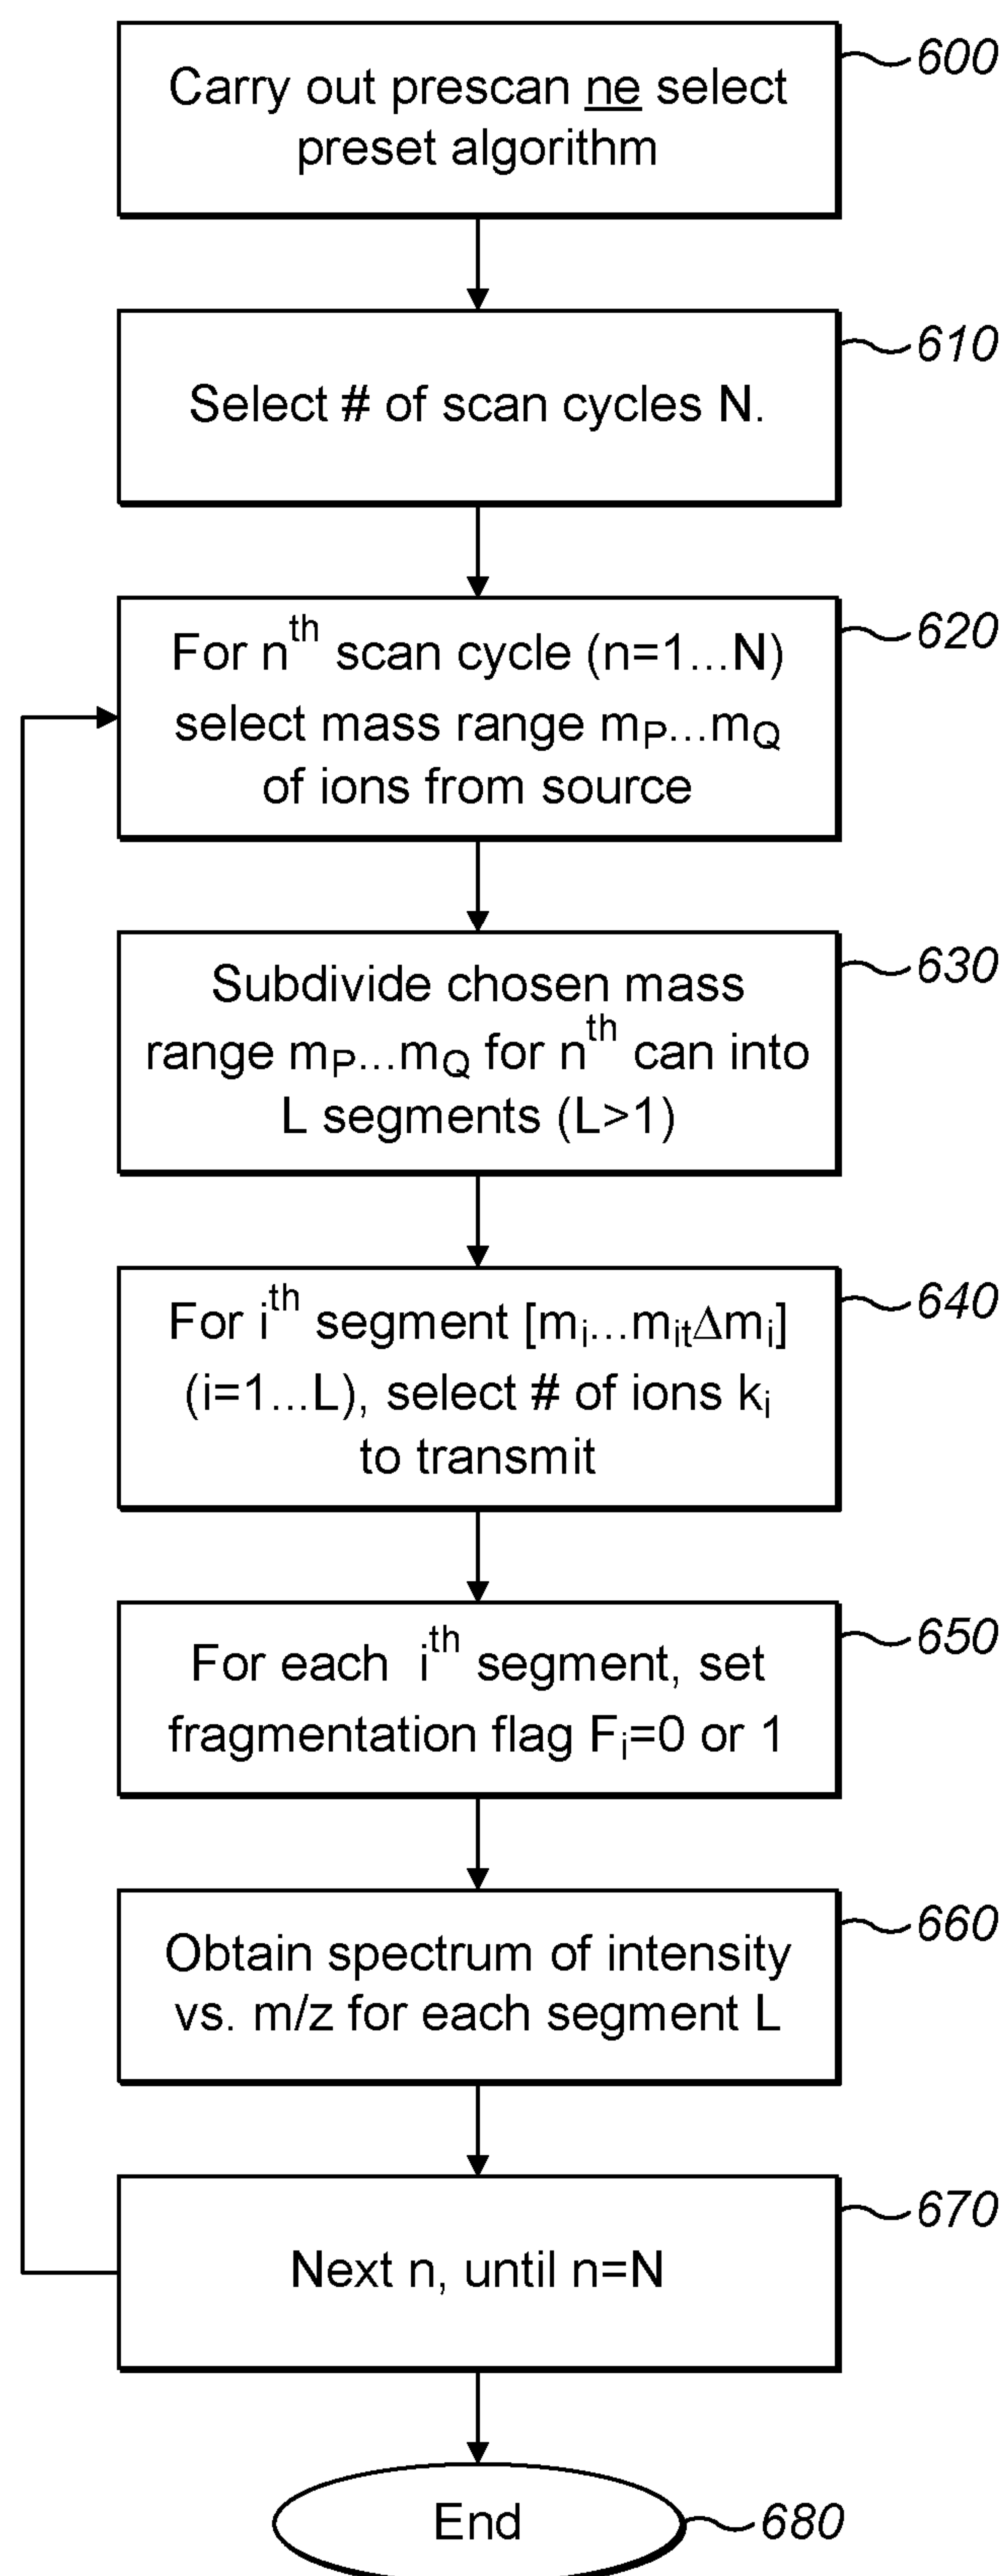 Carry out prescan ne select
preset algorithm
600
Select # of scan cycles N.
610
For nth scan cycle (n=1...N)
select mass range mP...mQ
of ions from source
620
Subdivide chosen mass
range mP...mQ for nth can into
L segments (L>1)
630
For ith segment [mi...mitΔmi]
(i=1...L), select # of ions ki
to transmit
640
For each ith segment, set
fragmentation flag Fi=0 or 1
650
Obtain spectrum of intensity
vs. m/z for each segment L
660
Next n, until n=N
670
End
680